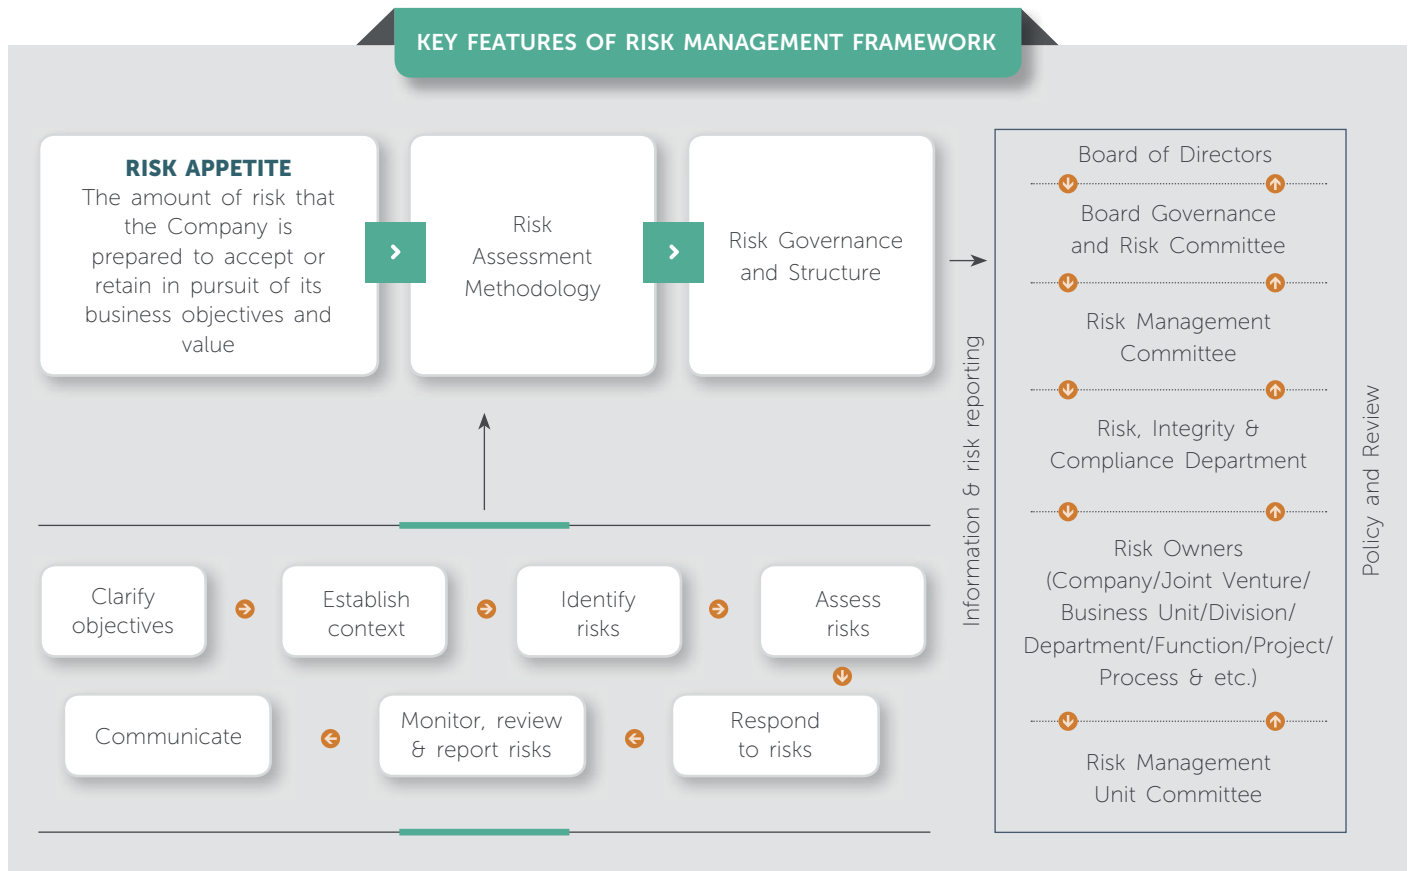 KEY FEATURES OF RISK MANAGEMENT FRAMEWORK
RISK APPETITE
The amount of risk that
the Company is
prepared to accept or
retain in pursuit of its
business objectives and
value
Risk
Assessment
Methodology
Risk Governance
and Structure
Clarify
objectives
Establish
context
Identify
risks
Assess
risks
Respond
to risks
Monitor, review
& report risks
Communicate
Information & risk reporting
Board of Directors
Board Governance
and Risk Committee
Risk Management
Committee
Risk, Integrity &
Compliance Department
Risk Owners
(Company/Joint Venture/
Business Unit/Division/
Department/Function/Project/
Process & etc.)
Risk Management
Unit Committee
Policy and Review